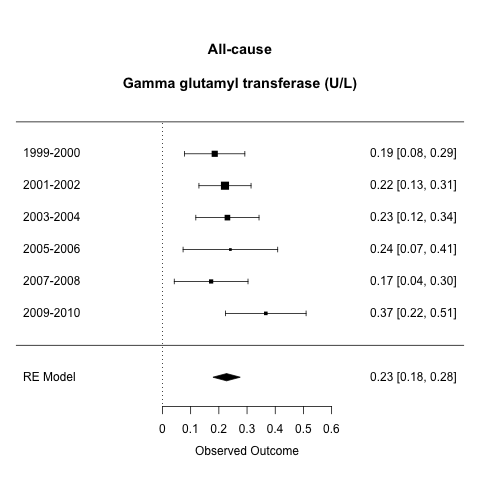 All-cause
Gamma glutamyl transferase (U/L)
1999-2000 0.19 [0.08, 0.29]
2001-2002 0.22 [0.13, 0.31]
2003-2004 0.23 [0.12, 0.34]
2005-2006 0.24 [0.07, 0.41]
2007-2008 0.17 [0.04, 0.30]
2009-2010 0.37 [0.22, 0.51]
RE Model 0.23 [0.18, 0.28]
0 0.1 0.2 0.3 0.4 0.5 0.6
Observed Outcome